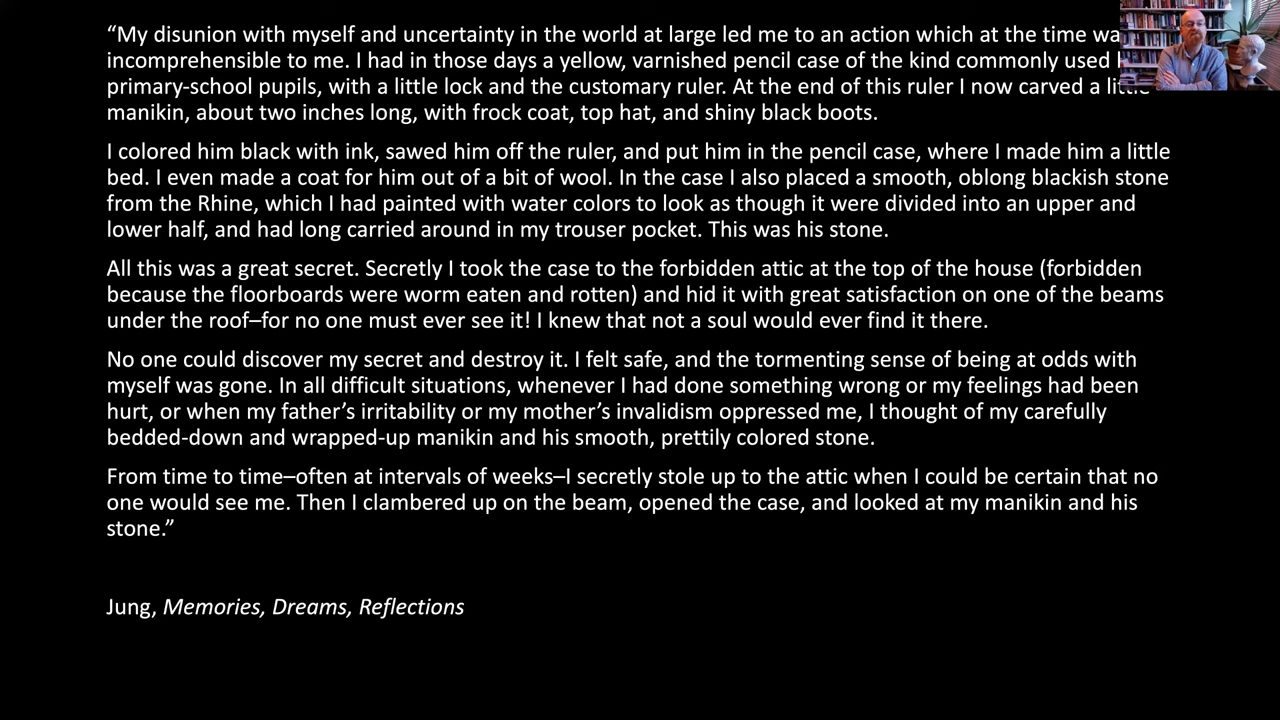 “My disunion with myself and uncertainty in the world at large led me to an action which at the time
incomprehensible to me. I had in those days a yellow, varnished pencil case of the kind commonly used
primary-school pupils, with a little lock and the customary ruler. At the end of this ruler I now carved a little
manikin, about two inches long, with frock coat, top hat, and shiny black boots.
I colored him black with ink, sawed him off the ruler, and put him in the pencil case, where I made him a little
bed. I even made a coat for him out of a bit of wool. In the case I also placed a smooth, oblong blackish stone
from the Rhine, which I had painted with water colors to look as though it were divided into an upper and
lower half, and had long carried around in my trouser pocket. This was his stone.
All this was a great secret. Secretly I took the case to the forbidden attic at the top of the house (forbidden
because the floorboards were worm eaten and rotten) and hid it with great satisfaction on one of the beams
under the roof–for no one must ever see it! I knew that not a soul would ever find it there.
No one could discover my secret and destroy it. I felt safe, and the tormenting sense of being at odds with
myself was gone. In all difficult situations, whenever I had done something wrong or my feelings had been
hurt, or when my father’s irritability or my mother’s invalidism oppressed me, I thought of my carefully
bedded-down and wrapped-up manikin and his smooth, prettily colored stone.
From time to time–often at intervals of weeks–I secretly stole up to the attic when I could be certain that no
one would see me. Then I clambered up on the beam, opened the case, and looked at my manikin and his
stone.”
Jung, Memories, Dreams, Reflections